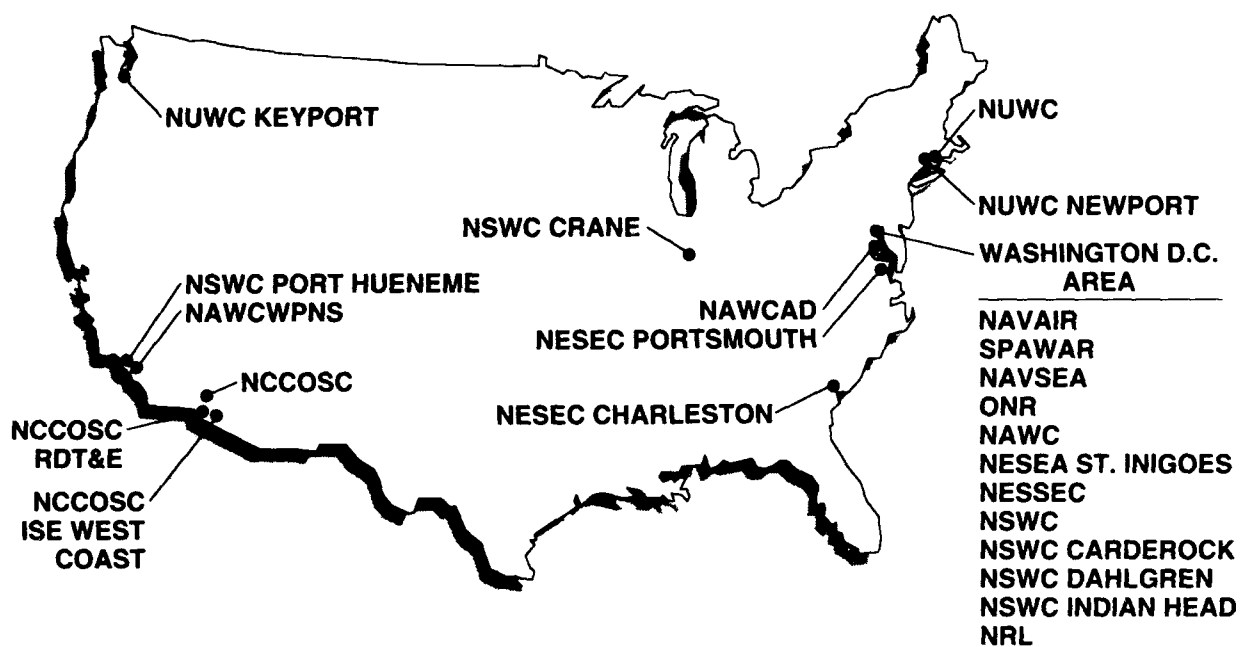 NUWC KEYPORT
NUWC
NUWC NEWPORT
NSWC CRANE
WASHINGTON D.C.
AREA
NSWC PORT HUENEME
NAWCWPNS
NAWCAD
NESEC PORTSMOUTH
NCCOSC
NESEC CHARLESTON
NCCOSC
RDT&E
NCCOSC
ISE WEST
COAST
NAVAIR
SPAWAR
NAVSEA
ONR
NAWC
NESEA ST. INIGOES
NESSEC
NSWC
NSWC CARDEROCK
NSWC DAHLGREN
NSWC INDIAN HEAD
NRL